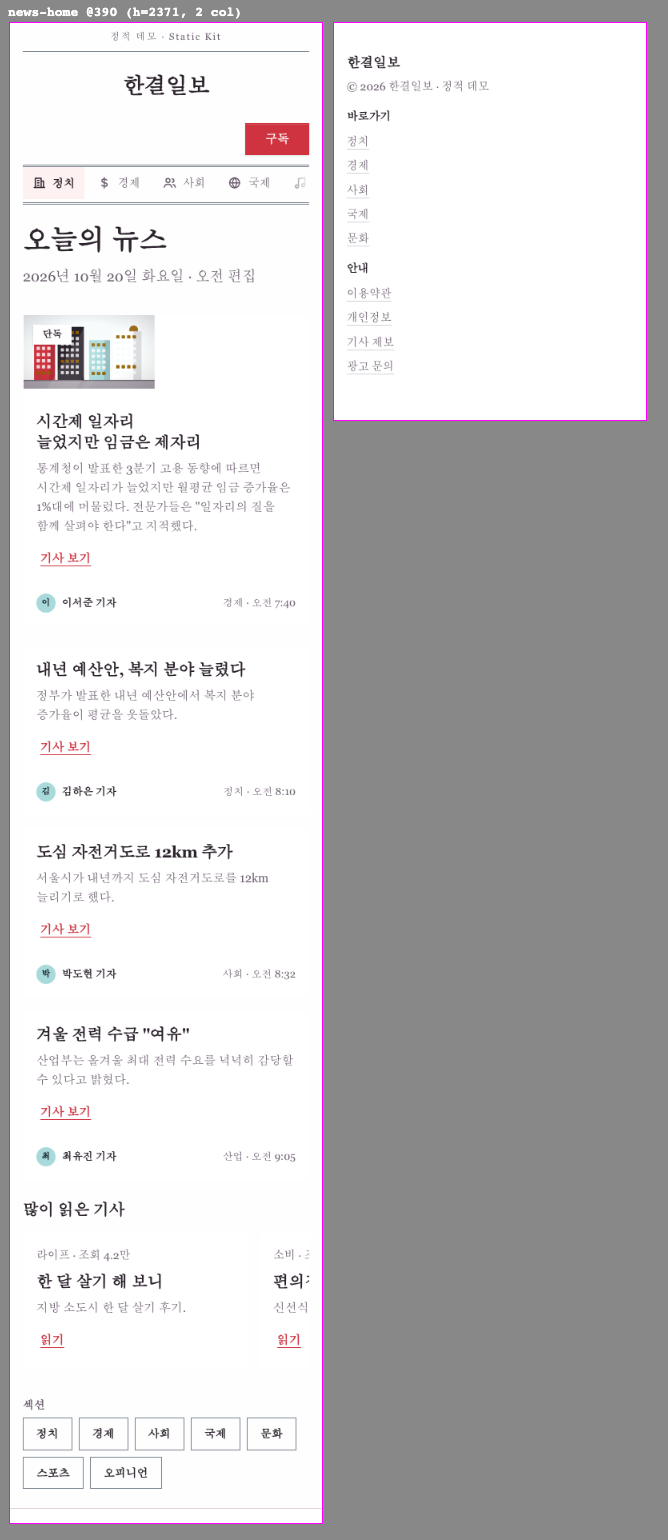 news-home @390 (h=2371, 2 col)
정적 데모 · Static Kit
한결일보
구독
정치
경제
사회
국제
오늘의 뉴스
2026년 10월 20일 화요일 · 오전 편집
단독
시간제 일자리
늘었지만 임금은 제자리
통계청이 발표한 3분기 고용 동향에 따르면
시간제 일자리가 늘었지만 월평균 임금 증가율은
1%대에 머물렀다. 전문가들은 "일자리의 질을
함께 살펴야 한다"고 지적했다.
기사 보기
이 이서준 기자
경제 · 오전 7:40
내년 예산안, 복지 분야 늘렸다
정부가 발표한 내년 예산안에서 복지 분야
증가율이 평균을 웃돌았다.
기사 보기
김 김하은 기자
정치 · 오전 8:10
도심 자전거도로 12km 추가
서울시가 내년까지 도심 자전거도로를 12km
늘리기로 했다.
기사 보기
박 박도현 기자
사회 · 오전 8:32
겨울 전력 수급 "여유"
산업부는 올겨울 최대 전력 수요를 넉넉히 감당할
수 있다고 밝혔다.
기사 보기
최 최유진 기자
산업 · 오전 9:05
많이 읽은 기사
라이프 · 조회 4.2만
한 달 살기 해 보니
지방 소도시 한 달 살기 후기.
읽기
소비 ·
편의
신선식
읽기
섹션
정치
경제
사회
국제
문화
스포츠
오피니언
한결일보
© 2026 한결일보 · 정적 데모
바로가기
정치
경제
사회
국제
문화
안내
이용약관
개인정보
기사 제보
광고 문의